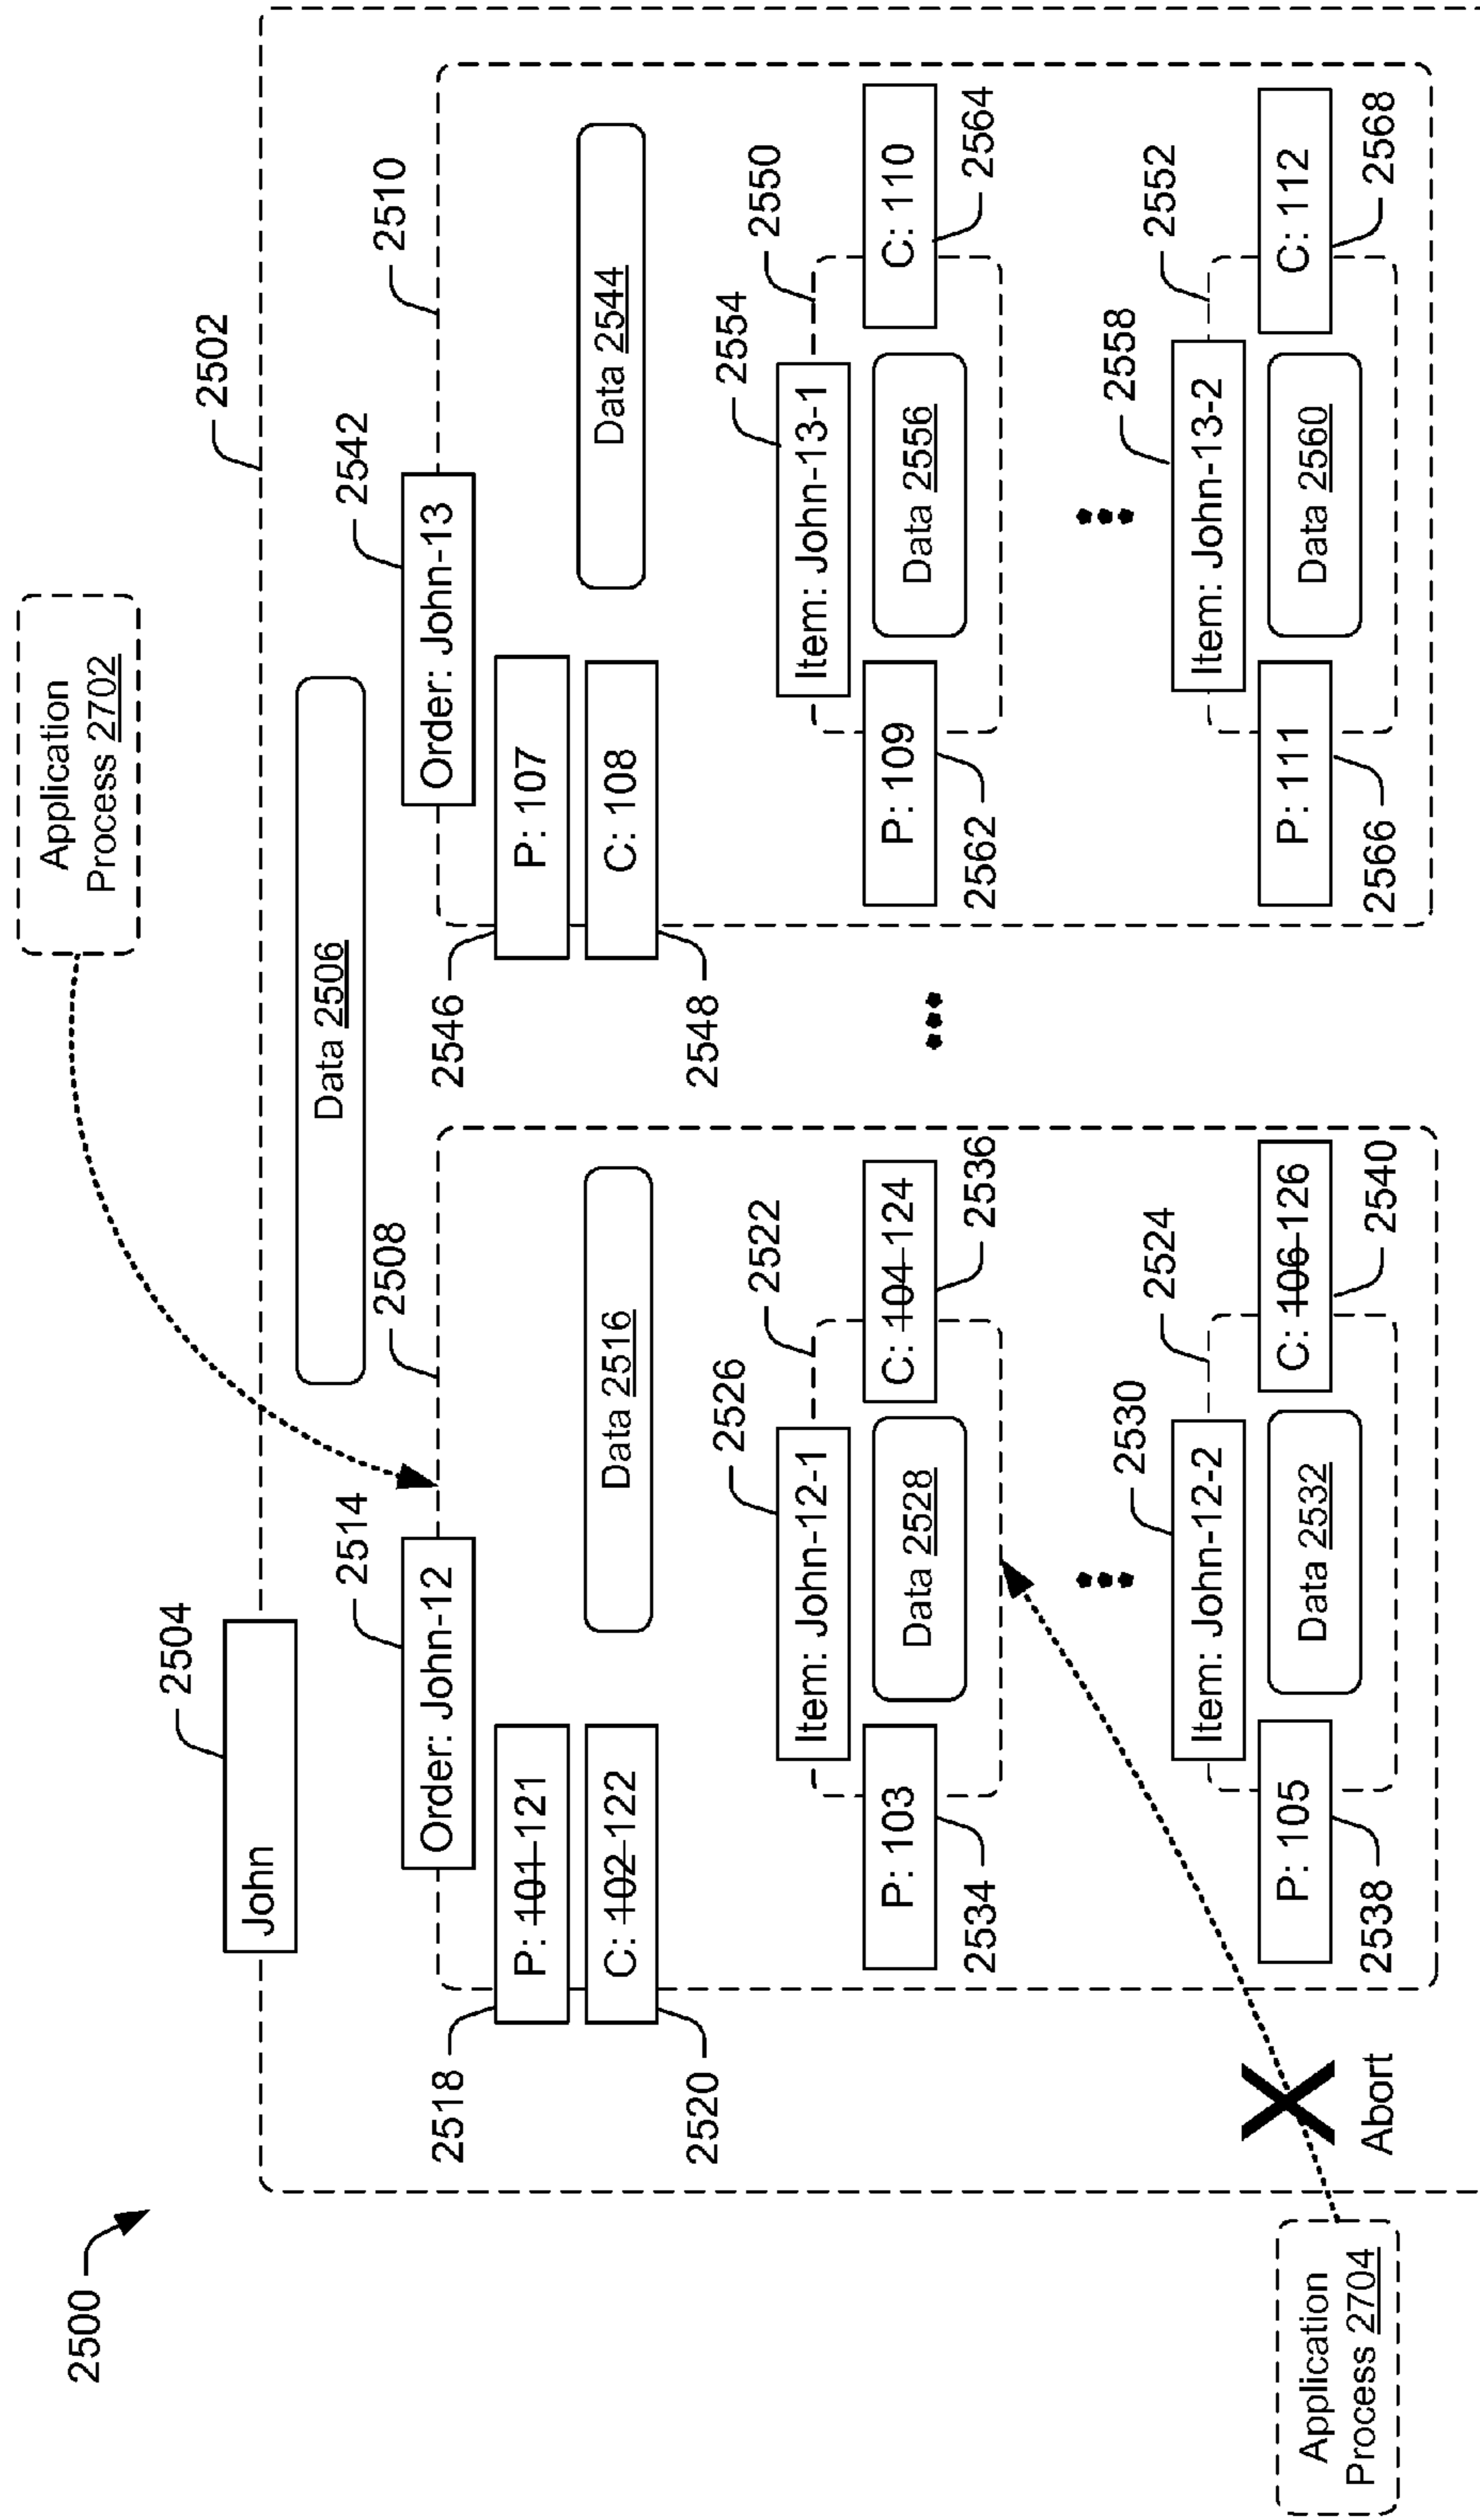 2500
Application
Process 2702
2502
2504
John
Data 2506
2508
2510
2514
Order: John-12
2542
Order: John-13
2518
P: 101 121
C: 102 122
2520
Data 2516
2546
P: 107
C: 108
2548
Data 2544
2526
2522
Item: John-12-1
P: 103
Data 2528
C: 104 124
2534
2536
2554
2550
Item: John-13-1
P: 109
Data 2556
C: 110
2562
2564
2530
2524
Item: John-12-2
P: 105
Data 2532
C: 106 126
2538
2540
2558
2552
Item: John-13-2
P: 111
Data 2560
C: 112
2566
2568
Abort
Application
Process 2704